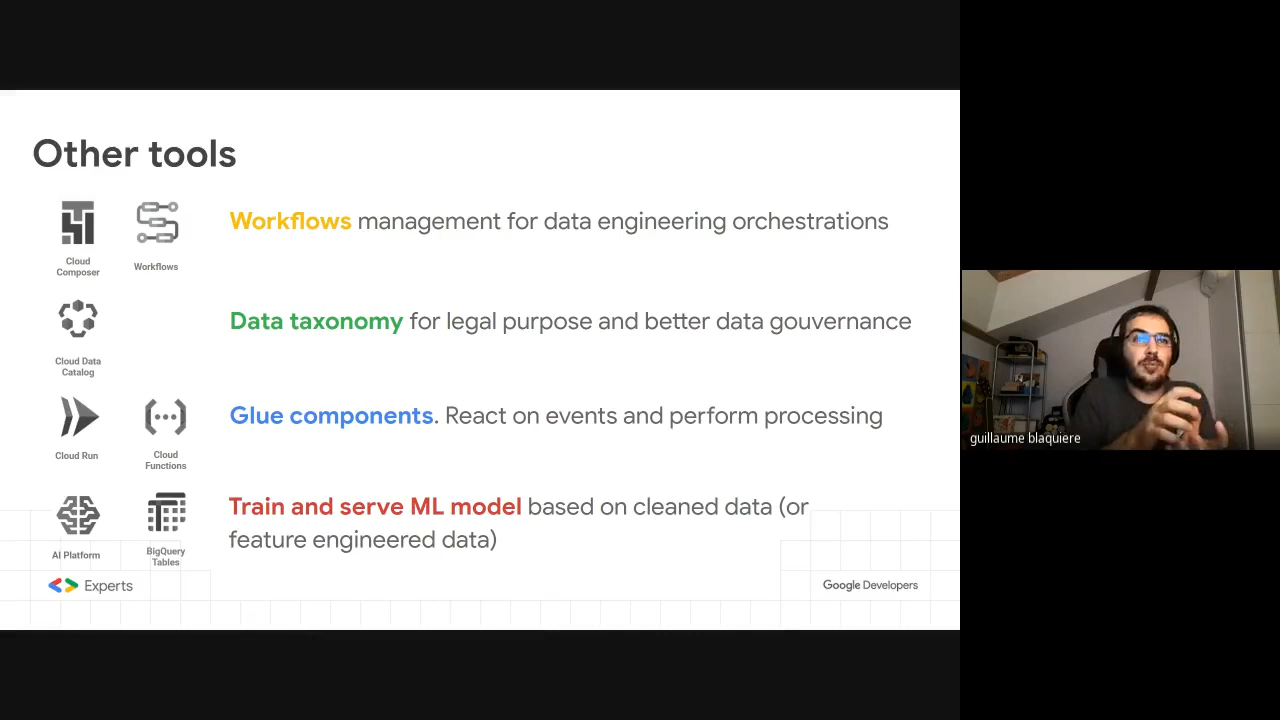 Other tools
Workflows management for data engineering orchestrations
Cloud
Composer
Workflows
Data taxonomy for legal purpose and better data gouvernance
Cloud Data
Catalog
Glue components. React on events and perform processing
Cloud Run
Cloud
Functions
Train and serve ML model based on cleaned data (or
feature engineered data)
AI Platform
BigQuery
Tables
Experts
Google Developers
guillaume blaquiere